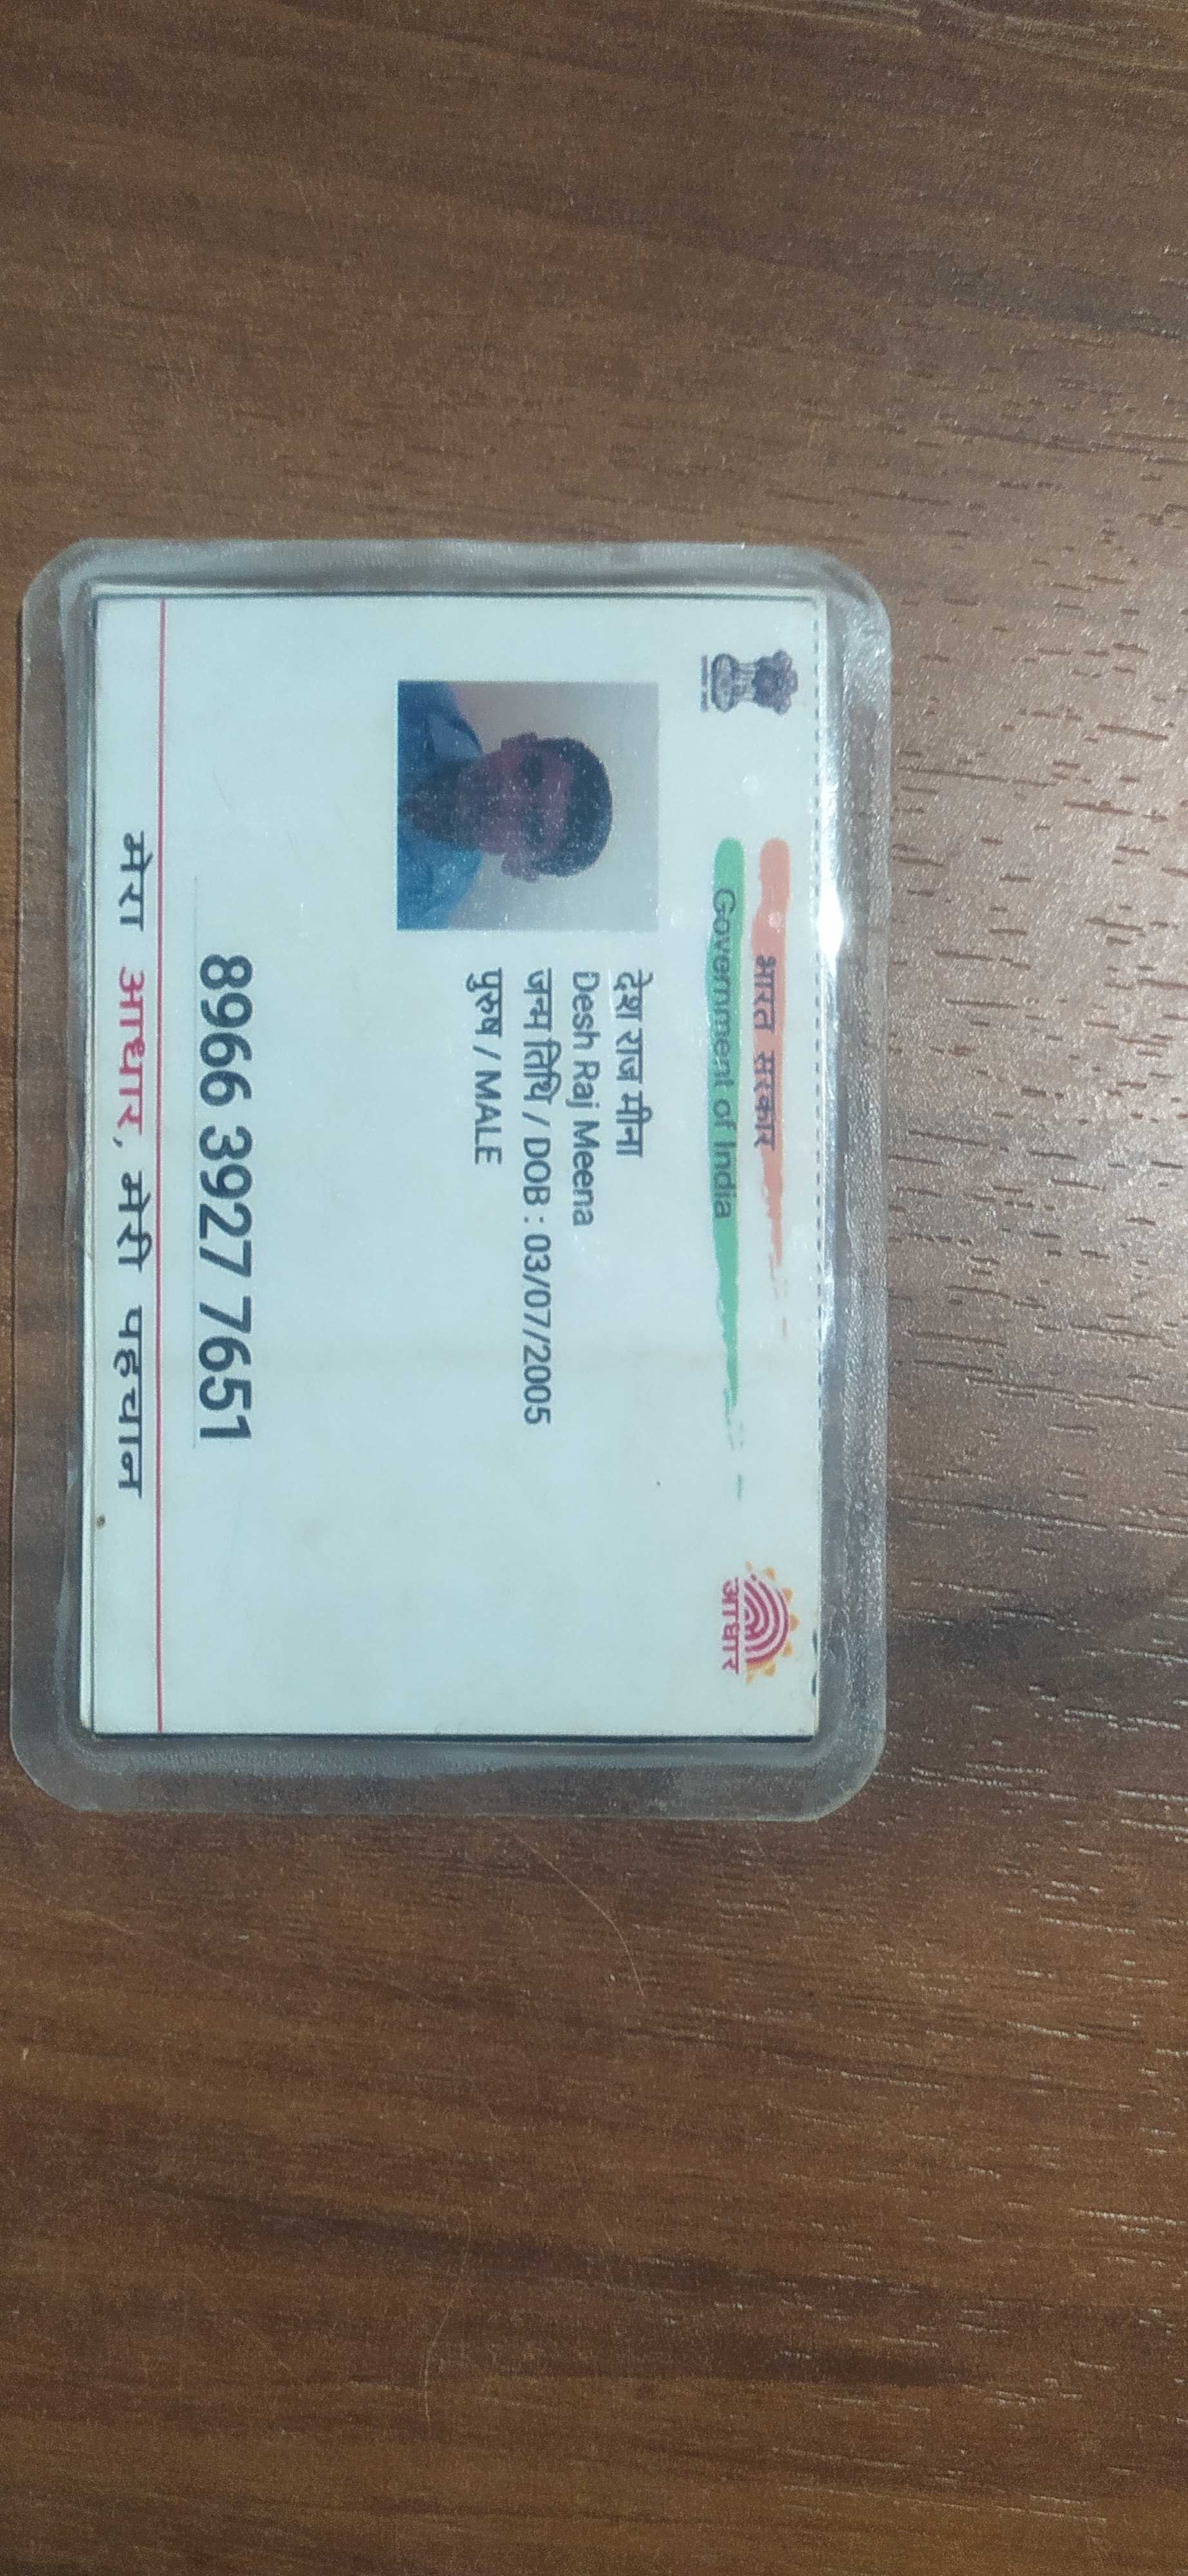 भारत सरकार
Government of India
आधार
देश राज मीना
Desh Raj Meena
जन्म तिथि / DOB : 03/07/2005
पुरुष / MALE
8966 3927 7651
मेरा आधार, मेरी पहचान